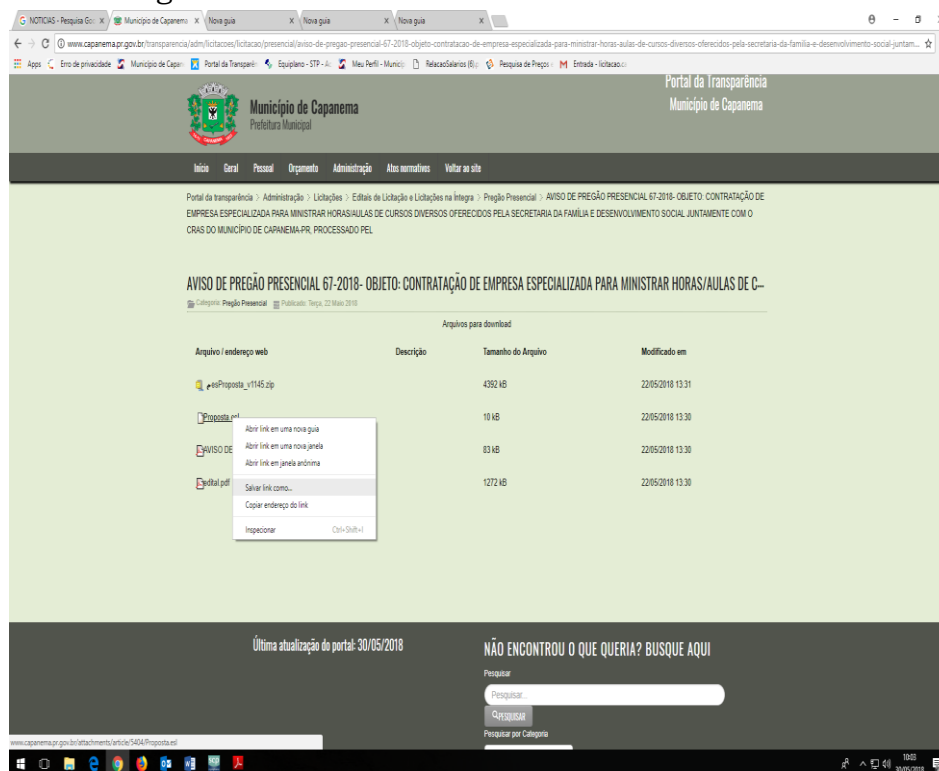 NOTICIAS - Pesquisa Goo
Município de Capanema
Nova guia
Nova guia
Nova guia
www.capanema.pr.gov.br/transparencia/adm/licitacoes/licitacao/presencial/aviso-de-pregao-presencial-67-2018-objeto-contratacao-de-empresa-especializada-para-ministrar-horas-aulas-de-cursos-diversos-oferecidos-pela-secretaria-da-familia-e-desenvolvimento-social-juntam...
Apps Erro de privacidade Município de Capan Portal da Transparên Equiplano - STP - Ac Meu Perfil - Municíp RelacaoSalarios (6).p Pesquisa de Preços - Entrada - licitacao.c
Portal da Transparência
Município de Capanema
Município de Capanema
Prefeitura Municipal
Início Geral Pessoal Orçamento Administração Atos normativos Voltar ao site
Portal da transparência > Administração > Licitações > Editais de Licitação e Licitações na Íntegra > Pregão Presencial > AVISO DE PREGÃO PRESENCIAL 67-2018- OBJETO: CONTRATAÇÃO DE
EMPRESA ESPECIALIZADA PARA MINISTRAR HORAS/AULAS DE CURSOS DIVERSOS OFERECIDOS PELA SECRETARIA DA FAMÍLIA E DESENVOLVIMENTO SOCIAL JUNTAMENTE COM O
CRAS DO MUNICÍPIO DE CAPANEMA-PR, PROCESSADO PEL
AVISO DE PREGÃO PRESENCIAL 67-2018- OBJETO: CONTRATAÇÃO DE EMPRESA ESPECIALIZADA PARA MINISTRAR HORAS/AULAS DE C...
Categoria: Pregão Presencial Publicado: Terça, 22 Maio 2018
Arquivos para download
Arquivo / endereço web Descrição Tamanho do Arquivo Modificado em
esProposta_v1145.zip 4392 kB 22/05/2018 13:31
Proposta.esl 10 kB 22/05/2018 13:30
AVISO DE 83 kB 22/05/2018 13:30
edital.pdf 1272 kB 22/05/2018 13:30
Abrir link em uma nova guia
Abrir link em uma nova janela
Abrir link em janela anônima
Salvar link como...
Copiar endereço do link
Inspecionar Ctrl+Shift+I
Última atualização do portal: 30/05/2018
NÃO ENCONTROU O QUE QUERIA? BUSQUE AQUI
Pesquisar
Pesquisar...
PESQUISAR
Pesquisar por Categoria
www.capanema.pr.gov.br/attachments/article/5404/Proposta.esl
10:03
30/05/2018